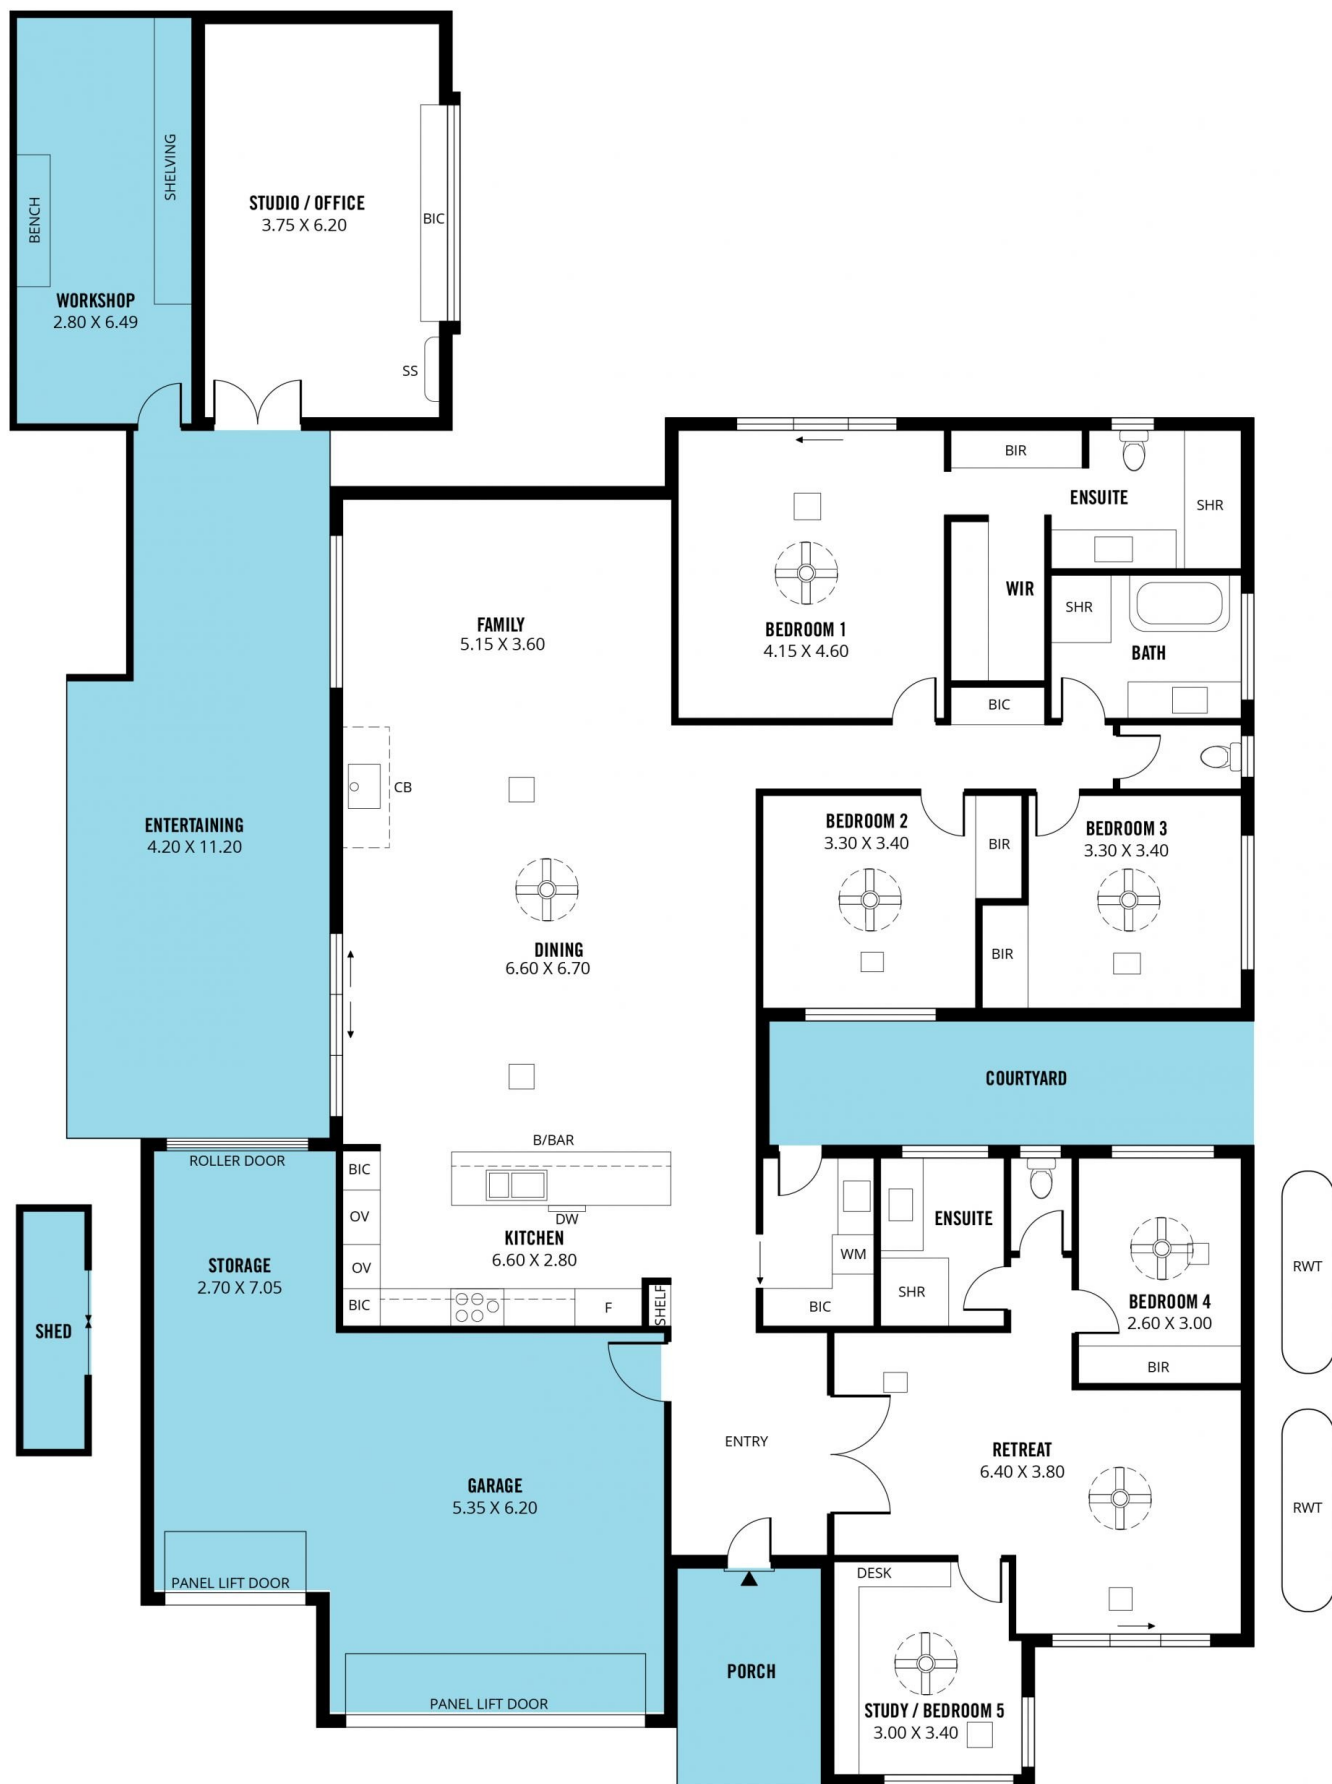 SHELVING
BENCH
WORKSHOP
2.80 X 6.49
STUDIO / OFFICE
3.75 X 6.20
BIC
SS
BIR
ENSUITE
SHR
WIR
BEDROOM 1
4.15 X 4.60
SHR
BATH
BIC
FAMILY
5.15 X 3.60
CB
ENTERTAINING
4.20 X 11.20
BEDROOM 2
3.30 X 3.40
BIR
BEDROOM 3
3.30 X 3.40
BIR
DINING
6.60 X 6.70
COURTYARD
B/BAR
ROLLER DOOR
BIC
OV
OV
BIC
DW
KITCHEN
6.60 X 2.80
F
SHELF
STORAGE
2.70 X 7.05
SHED
WM
BIC
ENSUITE
SHR
BEDROOM 4
2.60 X 3.00
BIR
RWT
RWT
ENTRY
RETREAT
6.40 X 3.80
GARAGE
5.35 X 6.20
PANEL LIFT DOOR
PANEL LIFT DOOR
PORCH
DESK
STUDY / BEDROOM 5
3.00 X 3.40